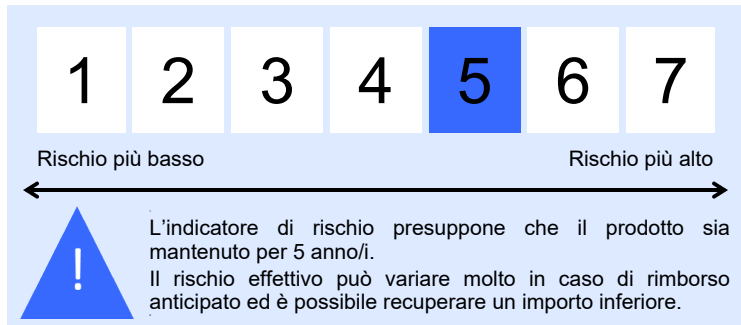 1 2 3 4 5 6 7
Rischio più basso Rischio più alto
!
L'indicatore di rischio presuppone che il prodotto sia
mantenuto per 5 anno/i.
Il rischio effettivo può variare molto in caso di rimborso
anticipato ed è possibile recuperare un importo inferiore.